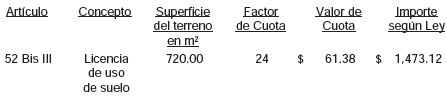 Artículo Concepto Superficie Factor Valor de Importe
del terreno de Cuota Cuota según Ley
en m²
52 Bis III Licencia 720.00 24 $ 61.38 $ 1,473.12
de uso
de suelo